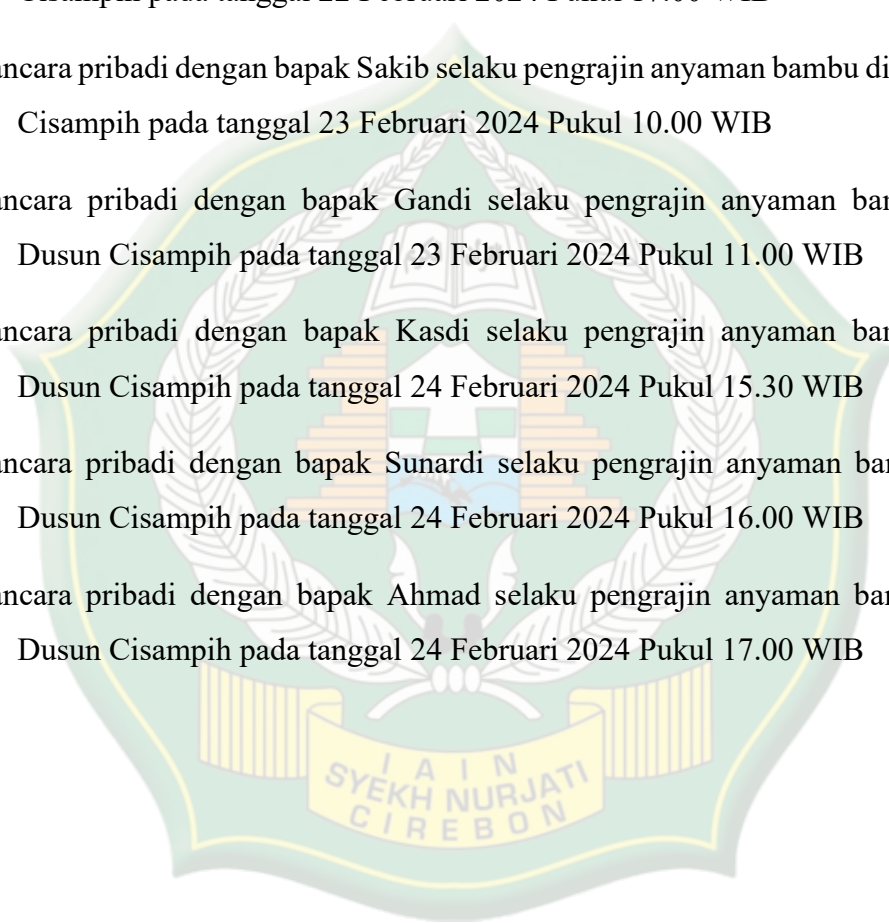 Cisampih pada tanggal 22 Februari 2024 Pukul 17.00 WIB
ancara pribadi dengan bapak Sakib selaku pengrajin anyaman bambu di
Cisampih pada tanggal 23 Februari 2024 Pukul 10.00 WIB
ancara pribadi dengan bapak Gandi selaku pengrajin anyaman bam
Dusun Cisampih pada tanggal 23 Februari 2024 Pukul 11.00 WIB
ancara pribadi dengan bapak Kasdi selaku pengrajin anyaman bam
Dusun Cisampih pada tanggal 24 Februari 2024 Pukul 15.30 WIB
ancara pribadi dengan bapak Sunardi selaku pengrajin anyaman bam
Dusun Cisampih pada tanggal 24 Februari 2024 Pukul 16.00 WIB
ancara pribadi dengan bapak Ahmad selaku pengrajin anyaman bam
Dusun Cisampih pada tanggal 24 Februari 2024 Pukul 17.00 WIB
IAIN
SYEKH NURJATI
CIREBON